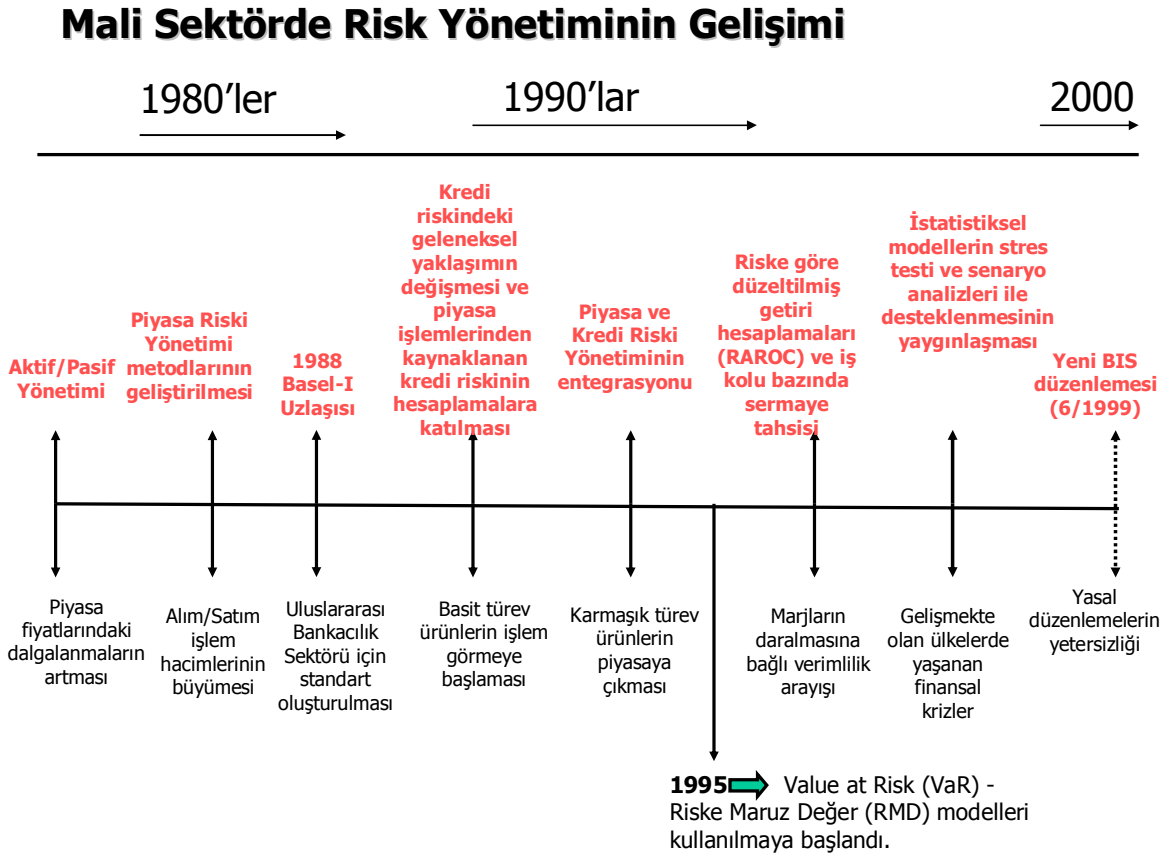 Mali Sektörde Risk Yönetiminin Gelişimi
1980’ler
1990’lar
2000
Aktif/Pasif
Yönetimi
Piyasa Riski
Yönetimi
metodlarının
geliştirilmesi
1988
Basel-I
Uzlaşısı
Kredi
riskindeki
geleneksel
yaklaşımın
değişmesi ve
piyasa
işlemlerinden
kaynaklanan
kredi riskinin
hesaplamalara
katılması
Piyasa ve
Kredi Riski
Yönetiminin
entegrasyonu
Riske göre
düzeltilmiş
getiri
hesaplamaları
(RAROC) ve iş
kolu bazında
sermaye
tahsisi
İstatistiksel
modellerin stres
testi ve senaryo
analizleri ile
desteklenmesinin
yaygınlaşması
Yeni BIS
düzenlemesi
(6/1999)
Piyasa
fiyatlarındaki
dalgalanmaların
artması
Alım/Satım
işlem
hacimlerinin
büyümesi
Uluslararası
Bankacılık
Sektörü için
standart
oluşturulması
Basit türev
ürünlerin işlem
görmeye
başlaması
Karmaşık türev
ürünlerin
piyasaya
çıkması
Marjların
daralmasına
bağlı verimlilik
arayışı
Gelişmekte
olan ülkelerde
yaşanan
finansal
krizler
Yasal
düzenlemelerin
yetersizliği
1995 Value at Risk (VaR) -
Riske Maruz Değer (RMD) modelleri
kullanılmaya başlandı.